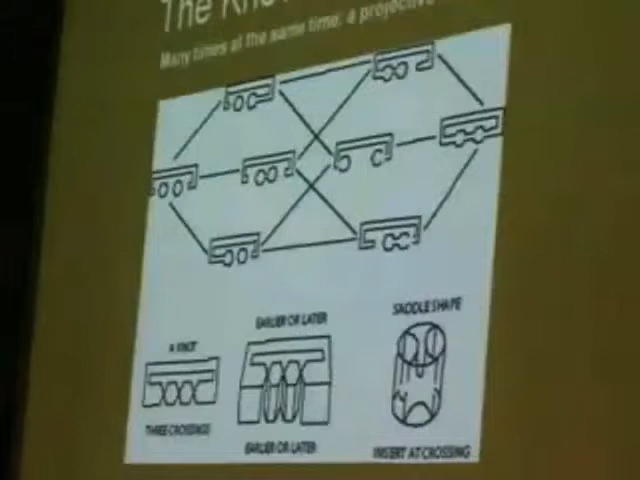 The
Many times at the same time: a projective
SADDLE SHAPE
EARLIER OR LATER
A KNOT
THREE CROSSINGS
EARLIER OR LATER
INSERT AT CROSSING